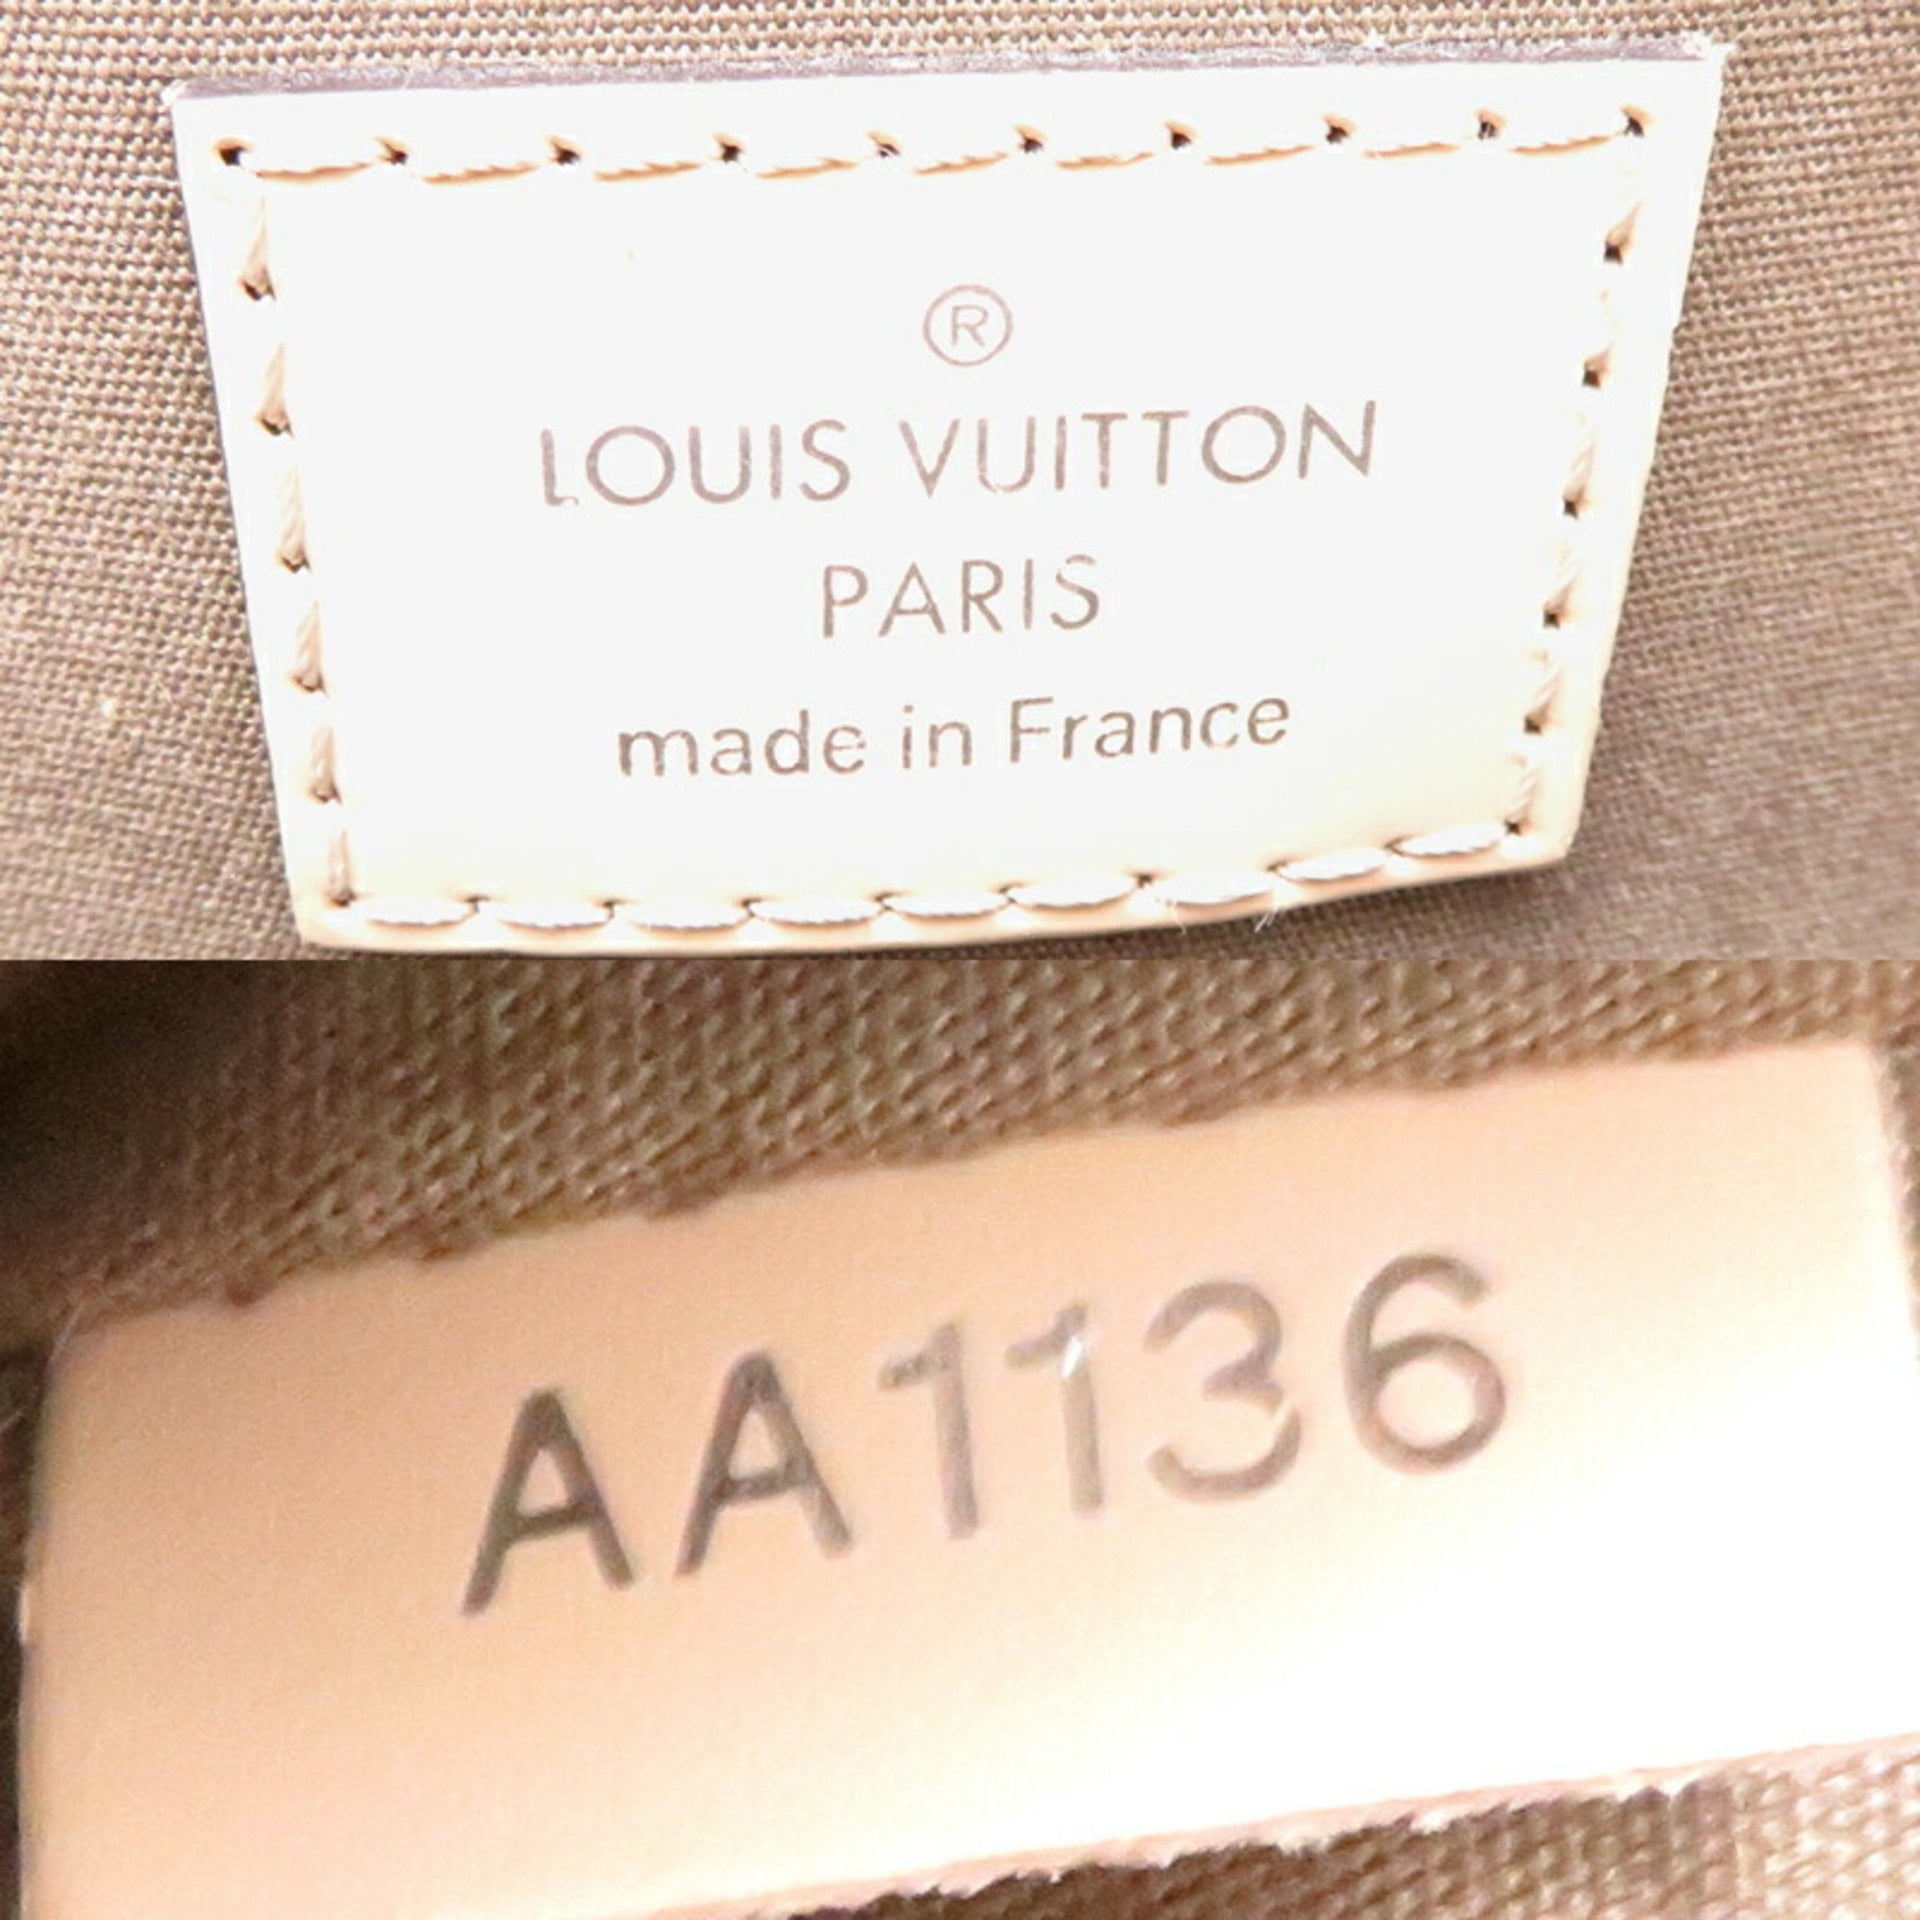 ®
LOUIS VUITTON
PARIS
made in France
AA1136